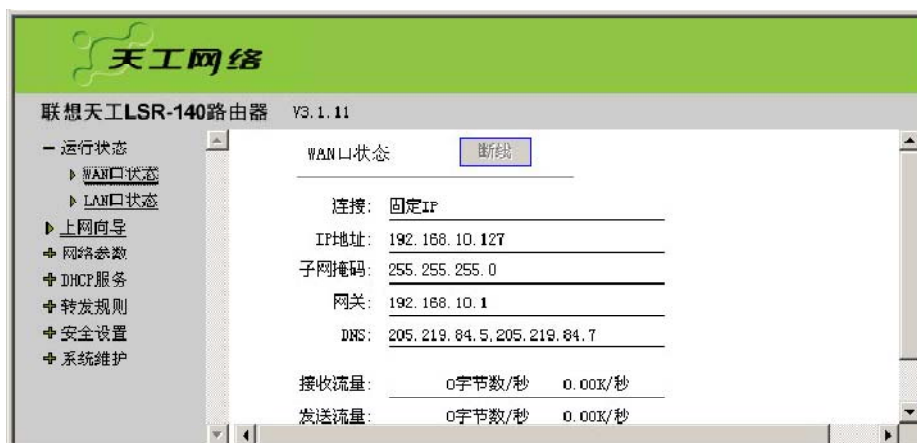 天工网络
联想天工LSR-140路由器 V3.1.11
运行状态
WAN口状态
LAN口状态
上网向导
网络参数
DHCP服务
转发规则
安全设置
系统维护
WAN口状态 断线
连接: 固定IP
IP地址: 192.168.10.127
子网掩码: 255.255.255.0
网关: 192.168.10.1
DNS: 205.219.84.5,205.219.84.7
接收流量: 0字节数/秒 0.00K/秒
发送流量: 0字节数/秒 0.00K/秒